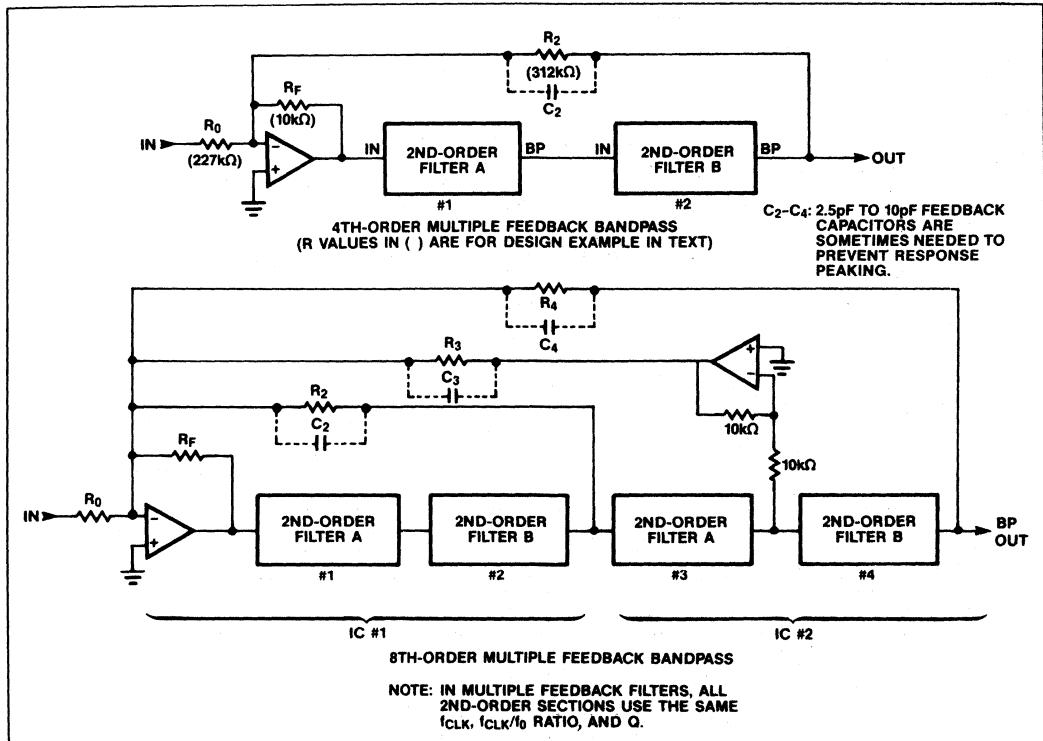 R2
(312kΩ)
C2
RF
(10kΩ)
R0
IN
(227kΩ)
−
+
IN
2ND-ORDER
FILTER A
BP
#1
IN
2ND-ORDER
FILTER B
BP
#2
OUT
4TH-ORDER MULTIPLE FEEDBACK BANDPASS
(R VALUES IN ( ) ARE FOR DESIGN EXAMPLE IN TEXT)
C2–C4: 2.5pF TO 10pF FEEDBACK
CAPACITORS ARE
SOMETIMES NEEDED TO
PREVENT RESPONSE
PEAKING.
R4
C4
R3
C3
+
−
10kΩ
10kΩ
R2
C2
RF
R0
IN
−
+
2ND-ORDER
FILTER A
#1
2ND-ORDER
FILTER B
#2
2ND-ORDER
FILTER A
#3
2ND-ORDER
FILTER B
#4
BP
OUT
IC #1
IC #2
8TH-ORDER MULTIPLE FEEDBACK BANDPASS
NOTE: IN MULTIPLE FEEDBACK FILTERS, ALL
2ND-ORDER SECTIONS USE THE SAME
fCLK, fCLK/f0 RATIO, AND Q.